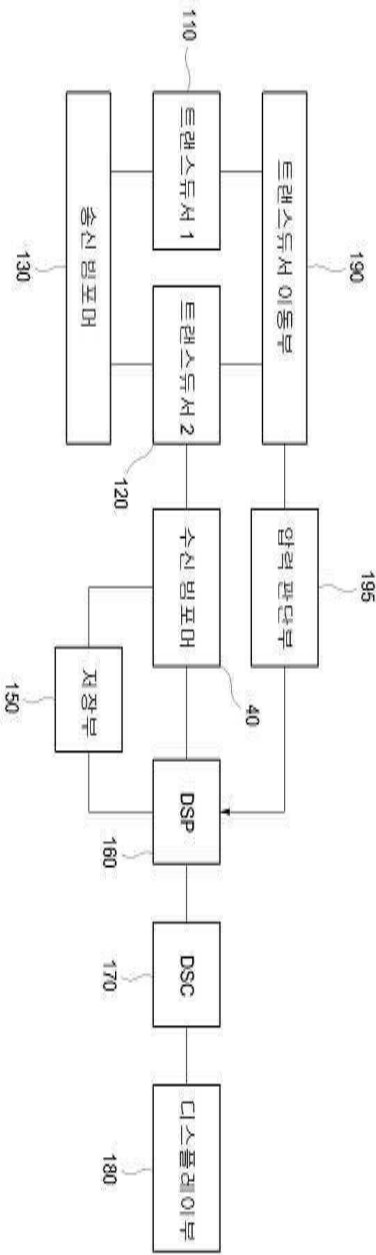 190
195
트랜스듀서 이동부
압력 판단부
110
트랜스듀서 1
트랜스듀서 2
수신 빔포머
DSP
DSC
디스플레이부
120
40
160
170
180
송신 빔포머
저장부
130
150